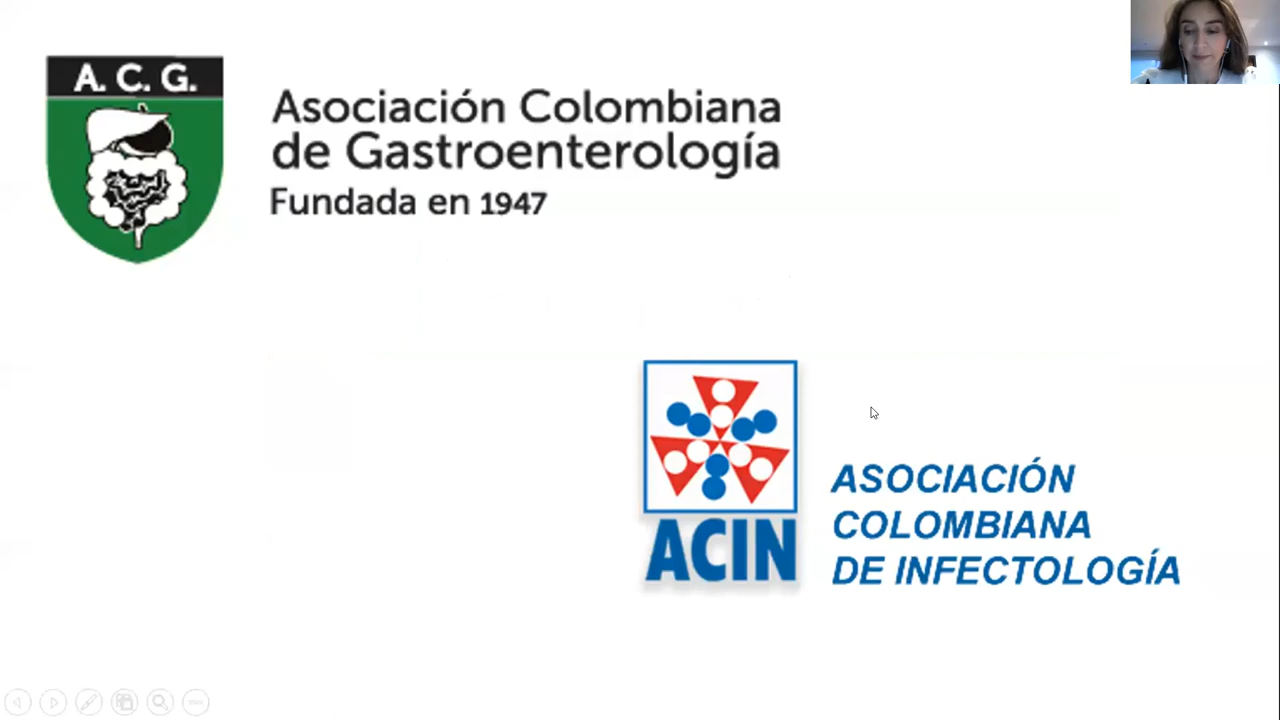 A. C. G.
Asociación Colombiana
de Gastroenterología
Fundada en 1947
ACIN
ASOCIACIÓN
COLOMBIANA
DE INFECTOLOGÍA